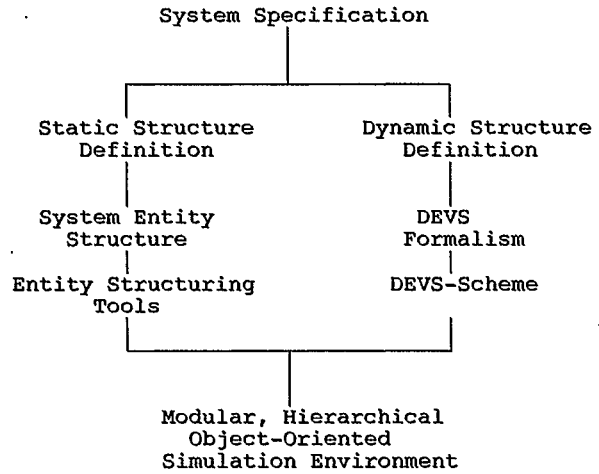 System Specification
Static Structure
Definition
Dynamic Structure
Definition
System Entity
Structure
DEVS
Formalism
Entity Structuring
Tools
DEVS-Scheme
Modular, Hierarchical
Object-Oriented
Simulation Environment